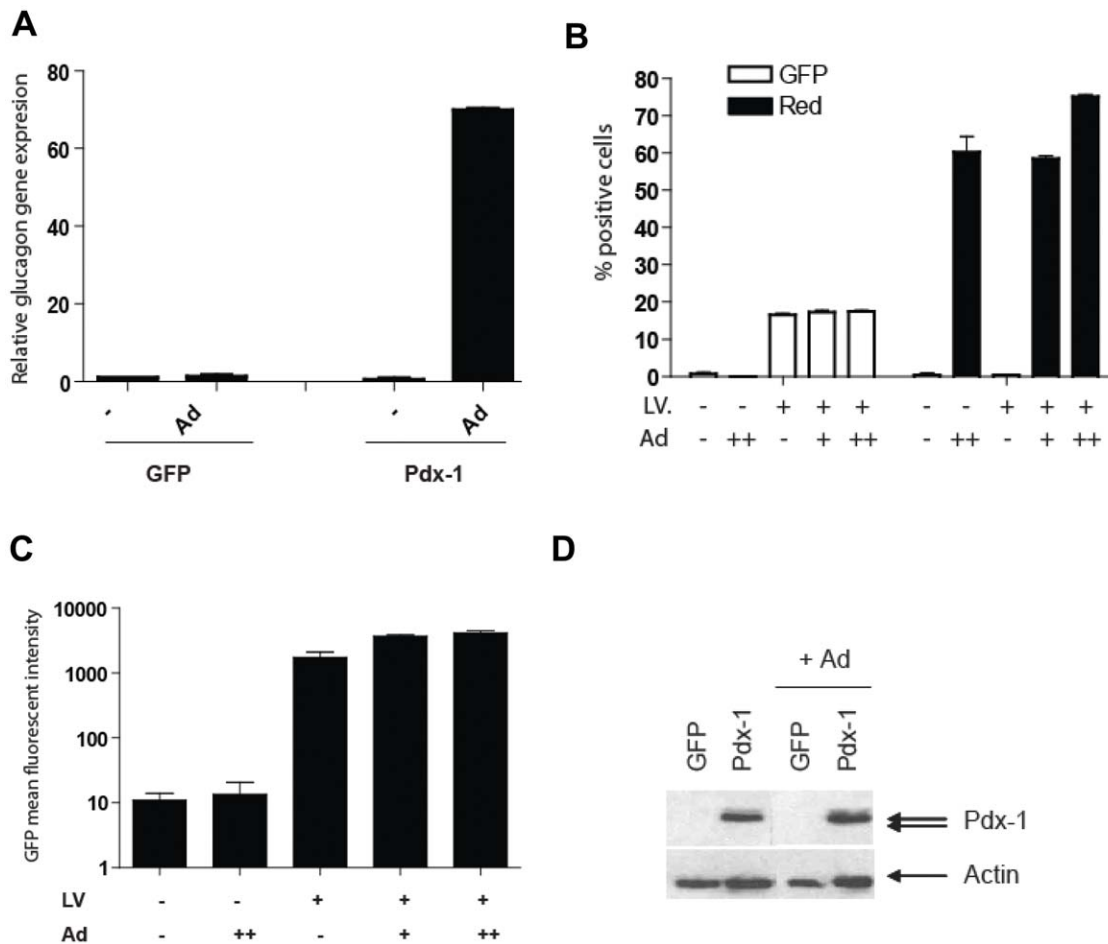 A
Relative glucagon gene expresion
80
60
40
20
0
- Ad - Ad
GFP Pdx-1
B
GFP
Red
% positive cells
80
70
60
50
40
30
20
10
0
LV. - - + + + - - + + +
Ad - ++ - + ++ - ++ - + ++
C
GFP mean fluorescent intensity
10000
1000
100
10
1
LV - - + + +
Ad - ++ - + ++
D
+ Ad
GFP Pdx-1 GFP Pdx-1
Pdx-1
Actin